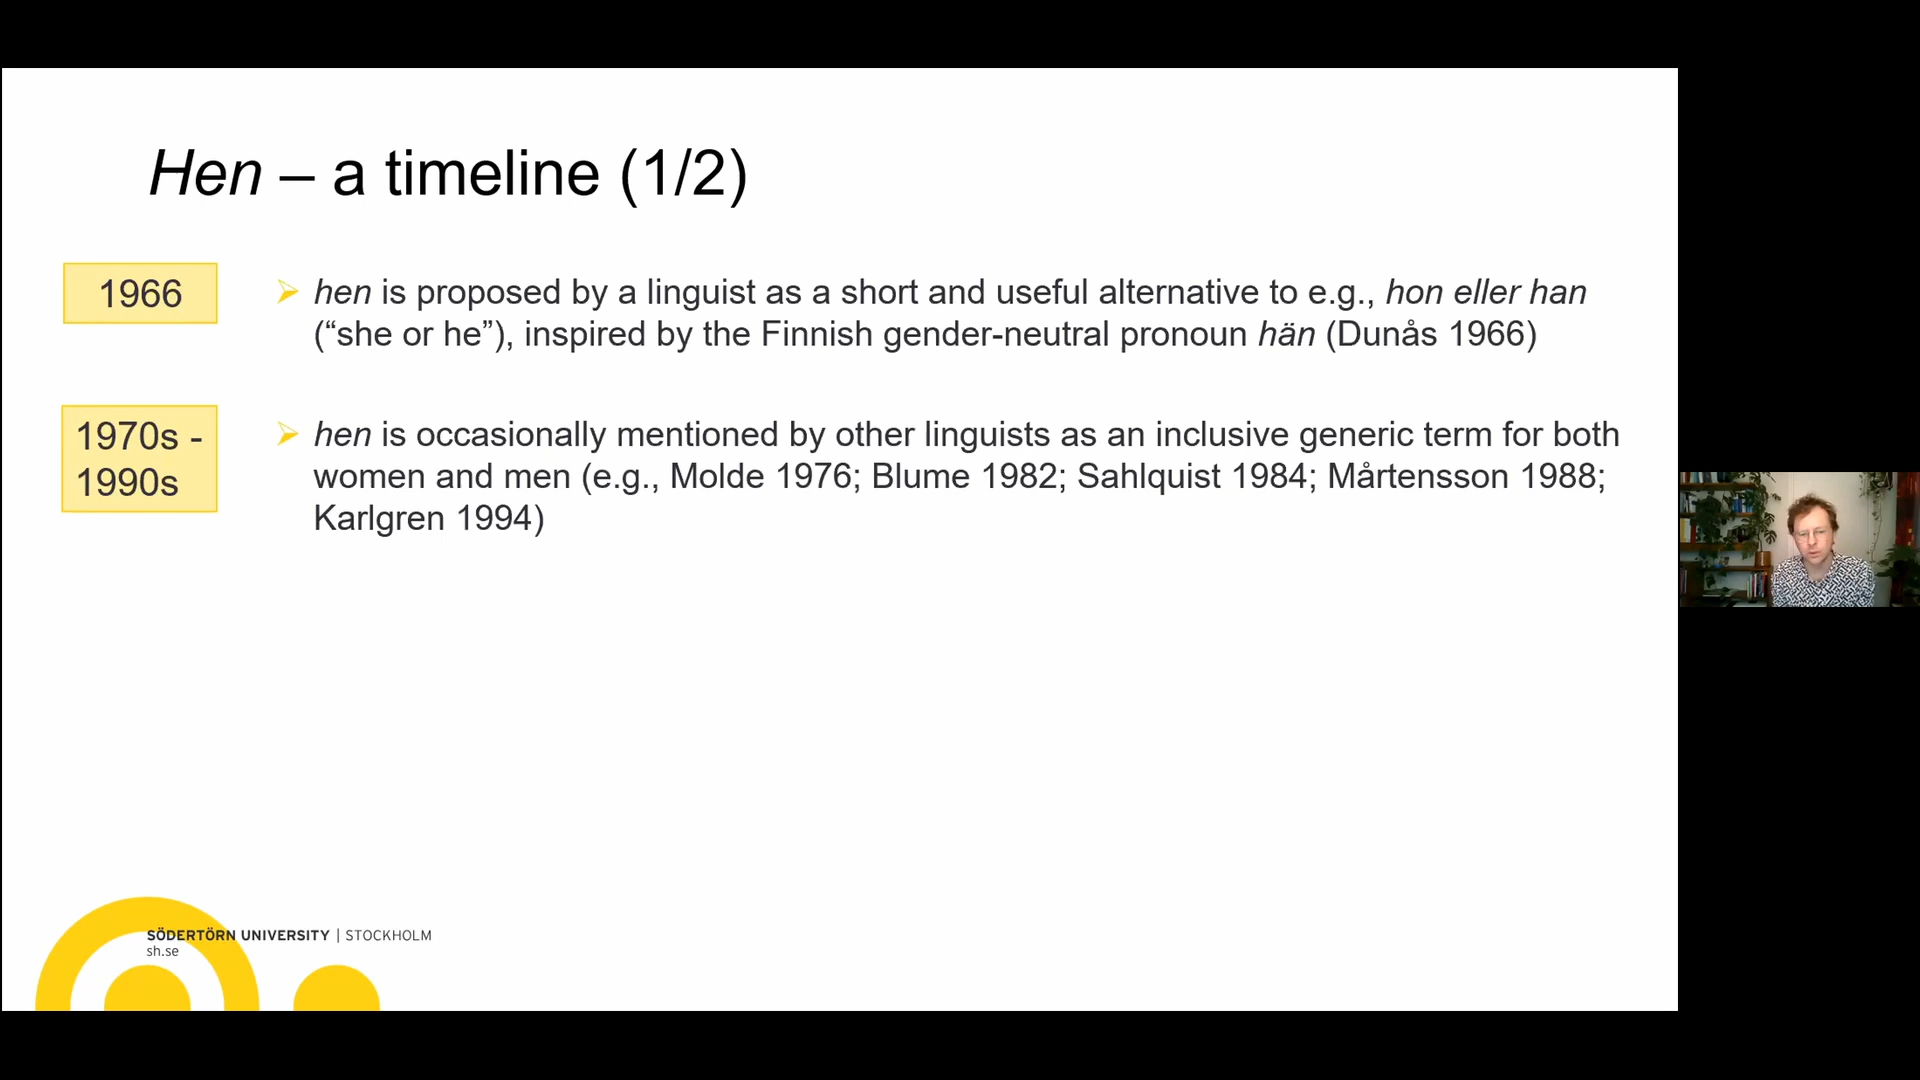 Hen – a timeline (1/2)
1966
hen is proposed by a linguist as a short and useful alternative to e.g., hon eller han
(“she or he”), inspired by the Finnish gender-neutral pronoun hän (Dunås 1966)
1970s -
1990s
hen is occasionally mentioned by other linguists as an inclusive generic term for both
women and men (e.g., Molde 1976; Blume 1982; Sahlquist 1984; Mårtensson 1988;
Karlgren 1994)
SÖDERTÖRN UNIVERSITY | STOCKHOLM
sh.se